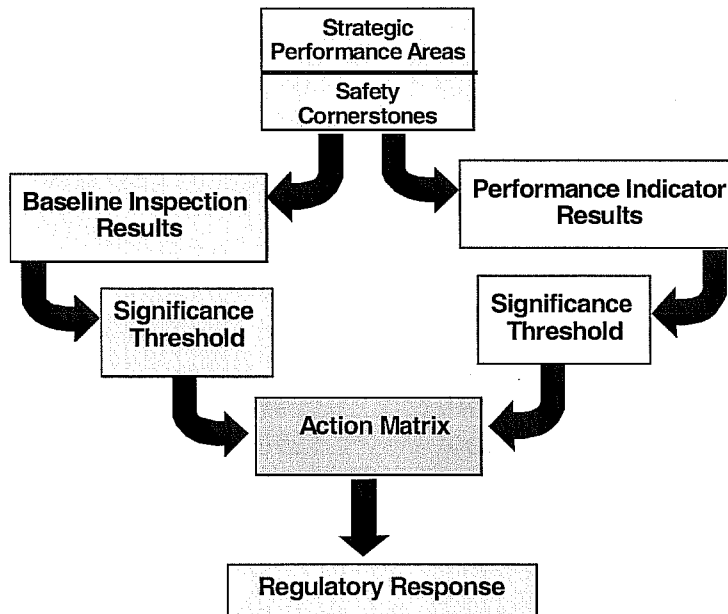 Strategic
Performance Areas
Safety
Cornerstones
Baseline Inspection
Results
Performance Indicator
Results
Significance
Threshold
Significance
Threshold
Action Matrix
Regulatory Response